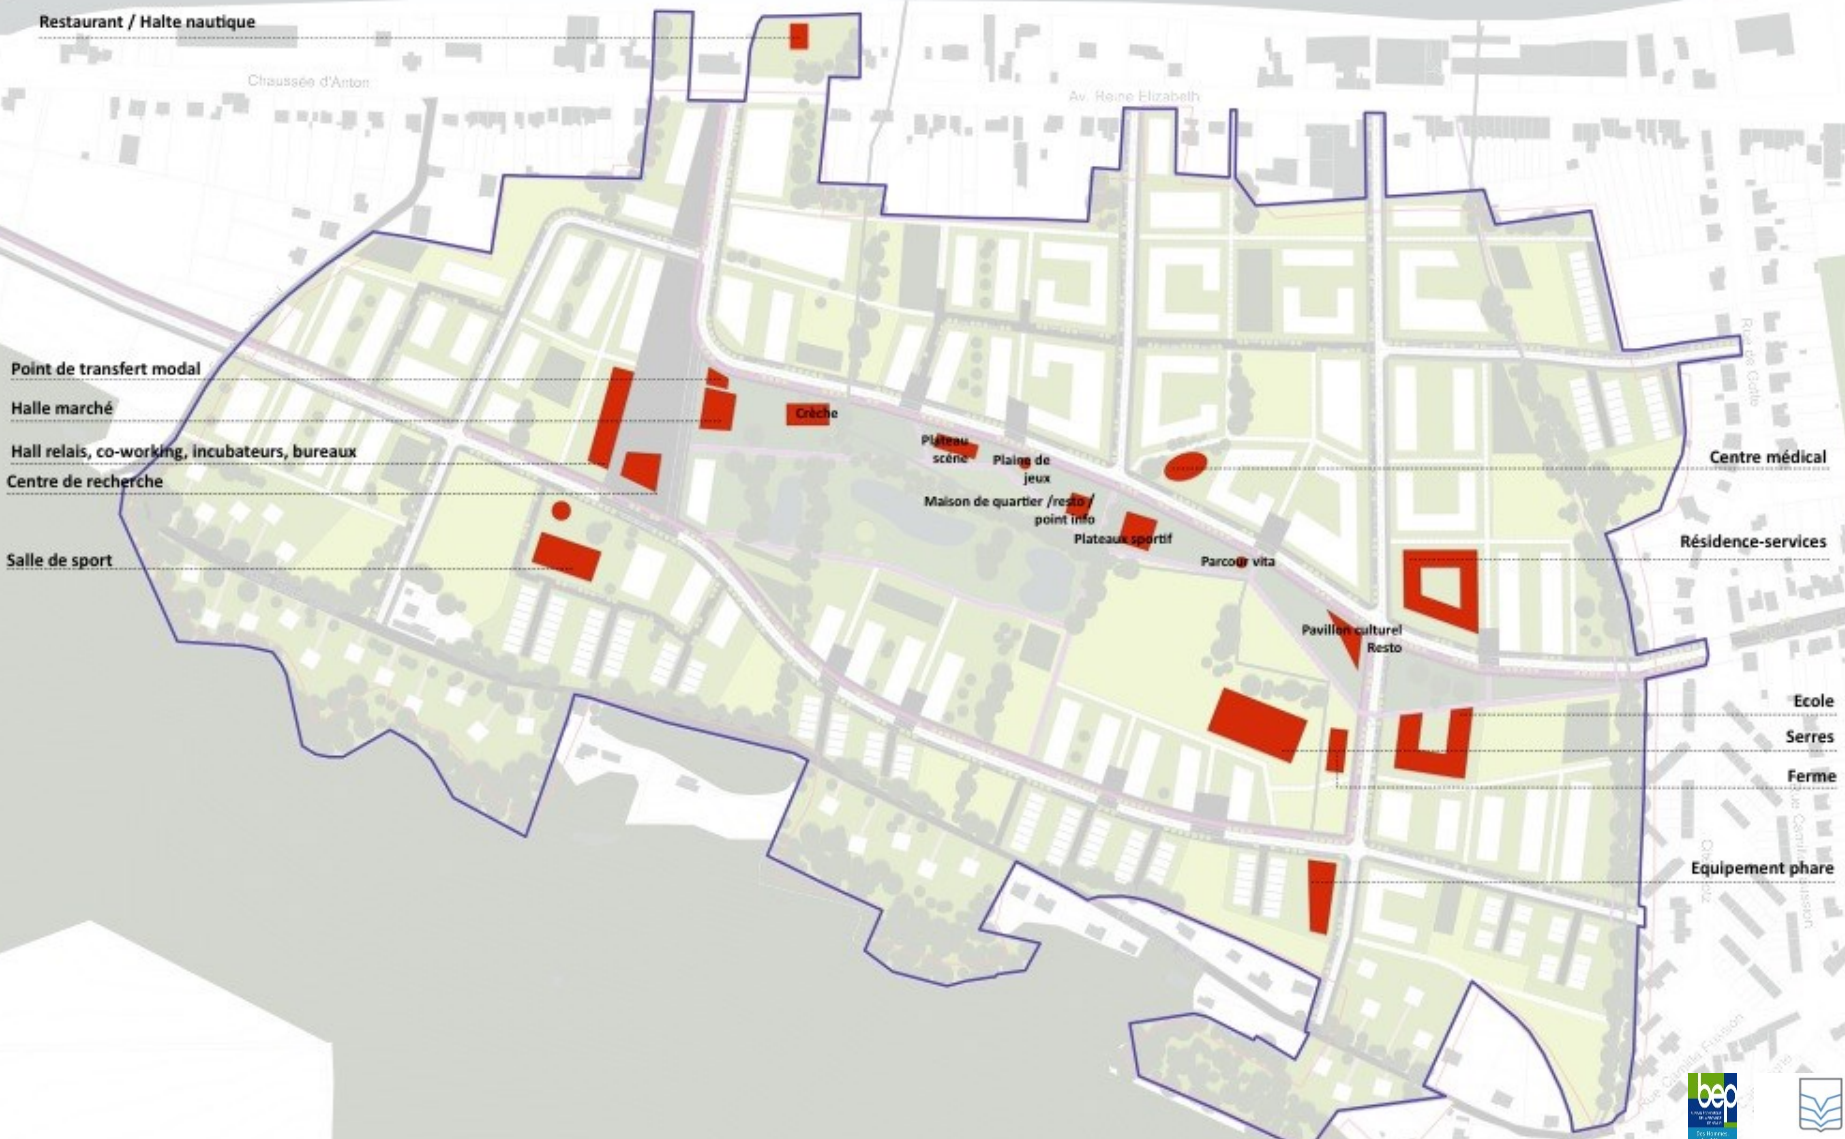 Restaurant / Halte nautique
Chaussée d'Anton
Av. Reine Elizabeth
Point de transfert modal
Halle marché
Hall relais, co-working, incubateurs, bureaux
Centre de recherche
Salle de sport
Crèche
Plateau
scène
Plaine de
jeux
Maison de quartier /resto /
point info
Plateaux sportif
Parcour vita
Pavillon culturel
Resto
Centre médical
Résidence-services
Ecole
Serres
Ferme
Equipement phare
bep